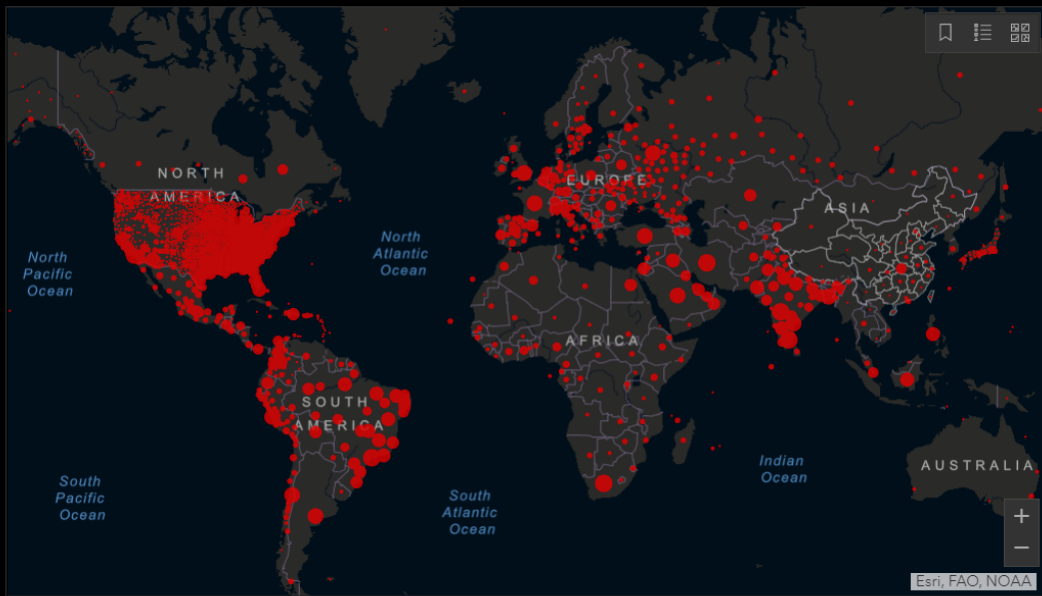 NORTH
AMERICA
EUROPE
ASIA
North
Pacific
Ocean
North
Atlantic
Ocean
AFRICA
SOUTH
AMERICA
Indian
Ocean
AUSTRALIA
South
Pacific
Ocean
South
Atlantic
Ocean
+
−
Esri, FAO, NOAA